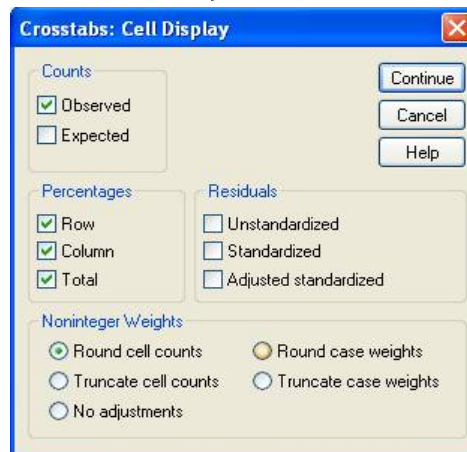 Crosstabs: Cell Display
Counts
Observed
Expected
Continue
Cancel
Help
Percentages
Row
Column
Total
Residuals
Unstandardized
Standardized
Adjusted standardized
Noninteger Weights
Round cell counts
Round case weights
Truncate cell counts
Truncate case weights
No adjustments